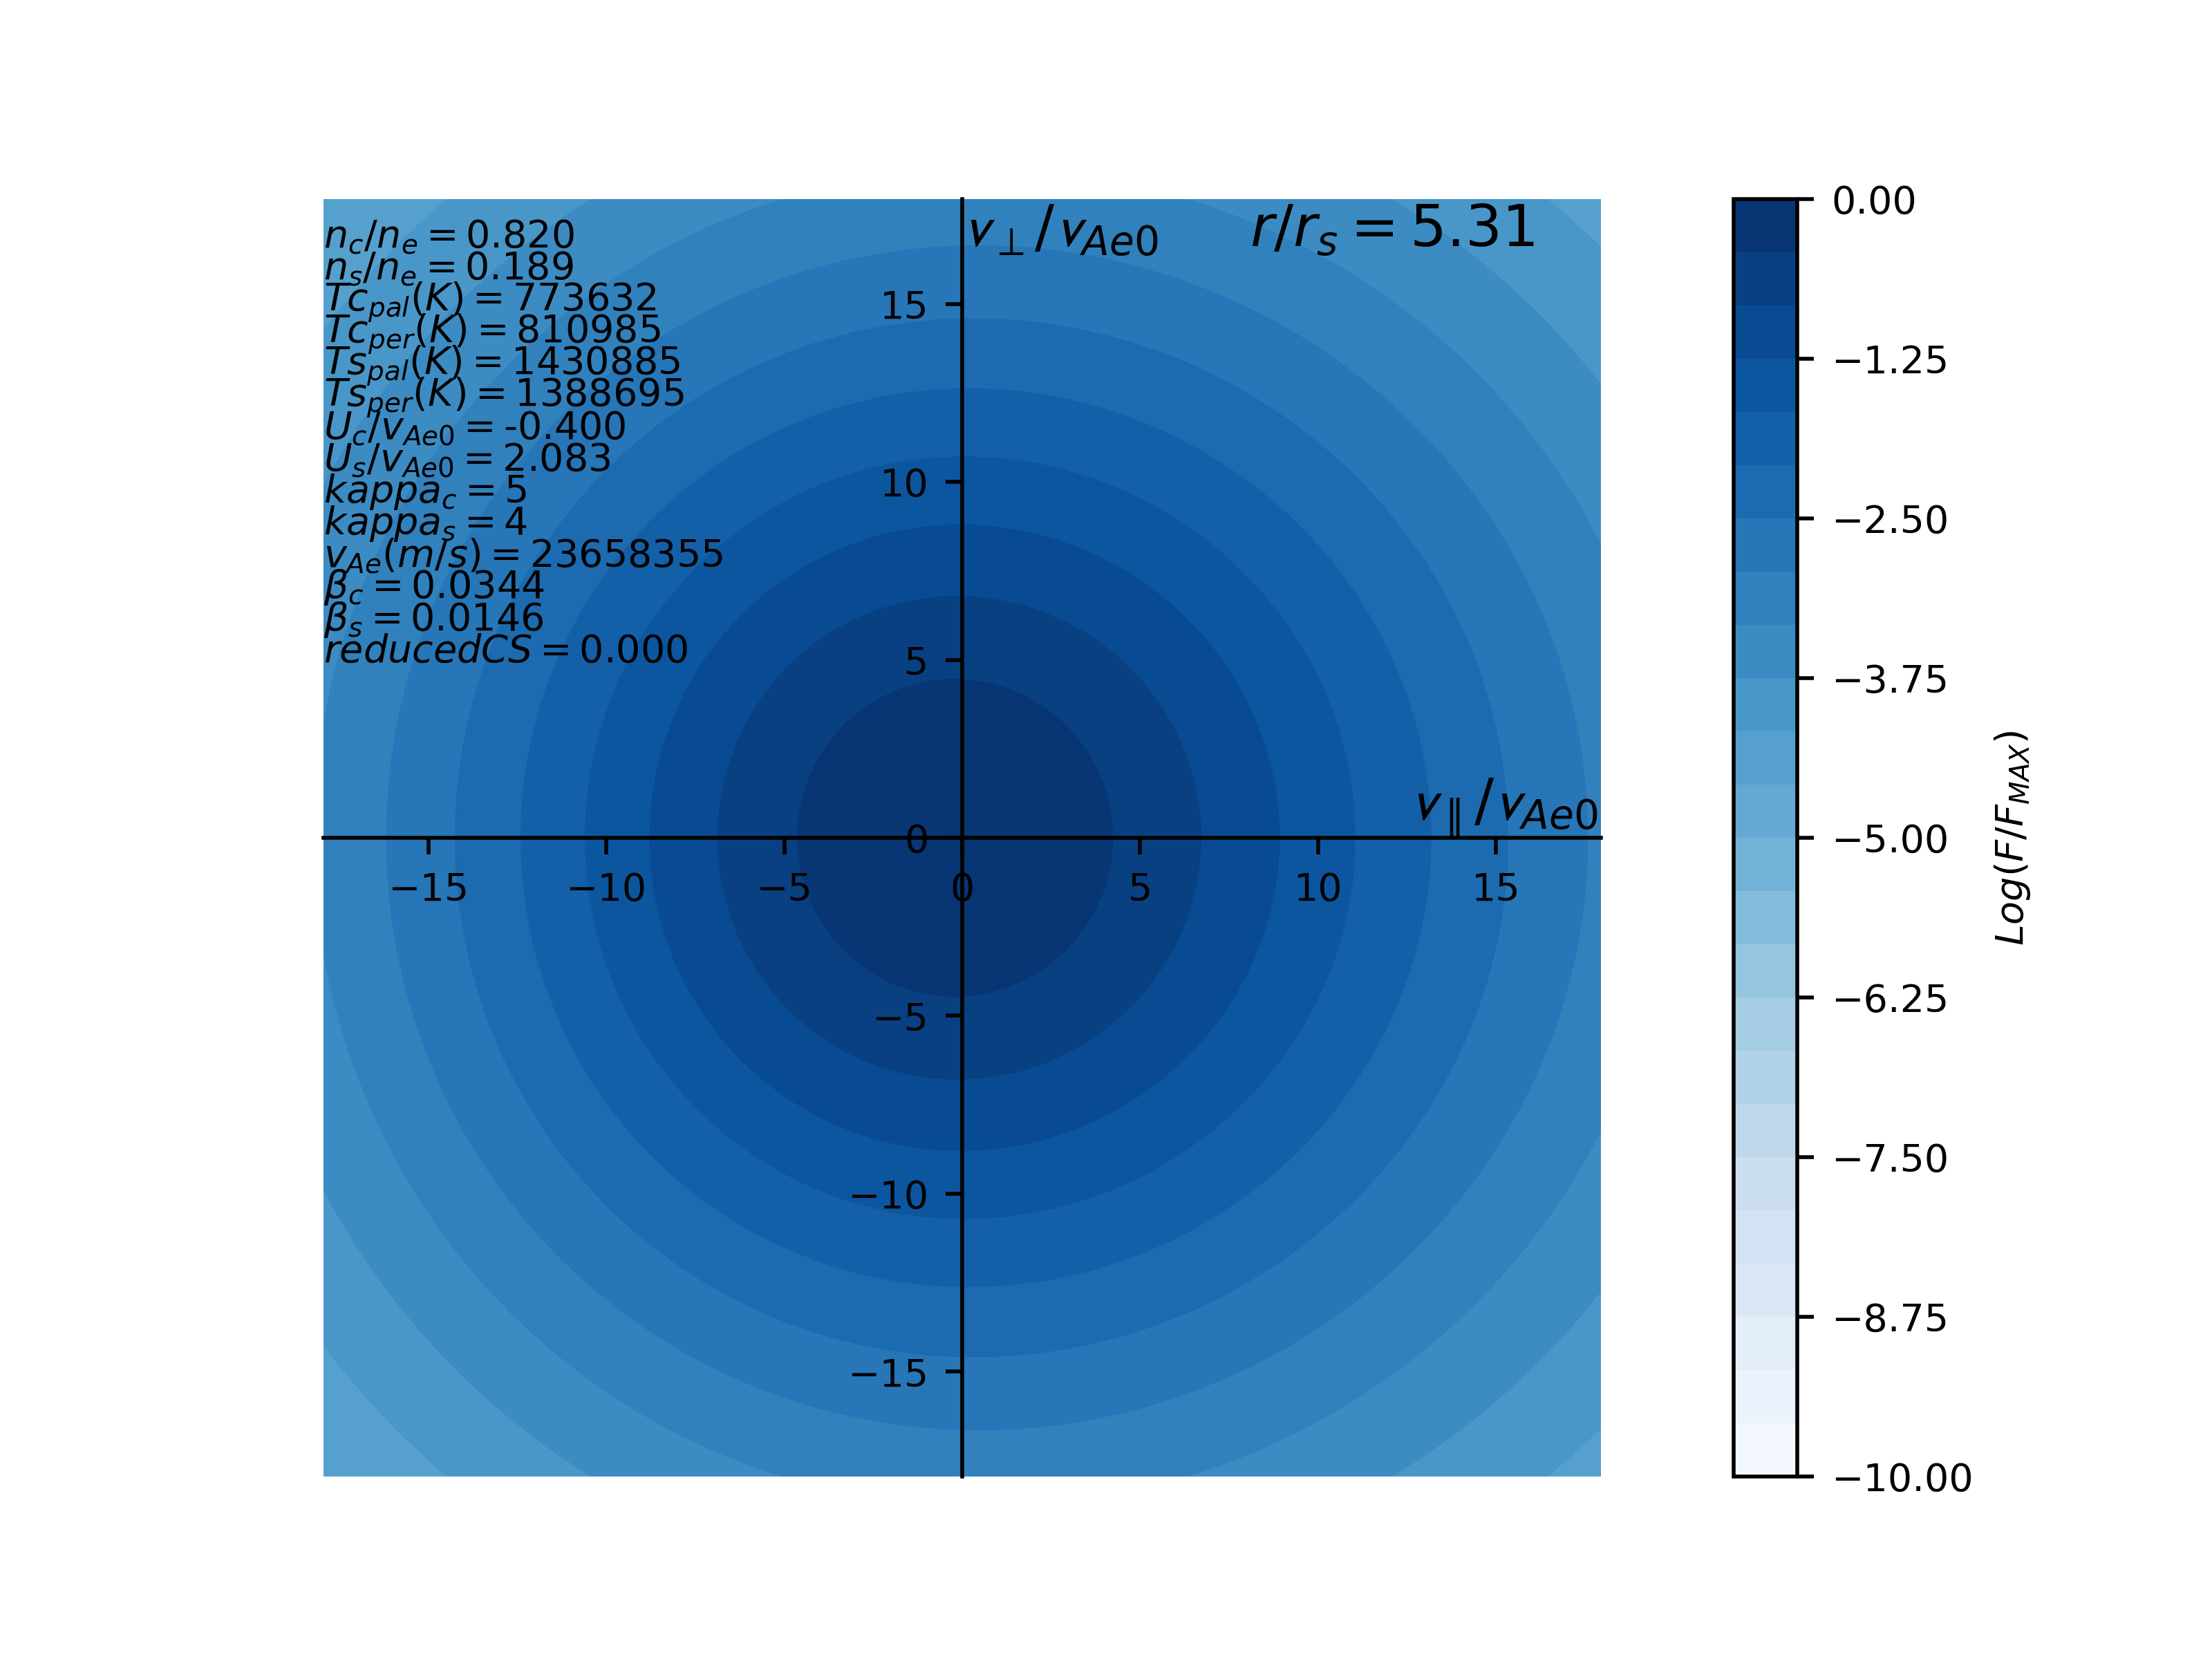 n_c/n_e = 0.820
n_s/n_e = 0.189
Tc_pal(K) = 773632
Tc_per(K) = 810985
Ts_pal(K) = 1430885
Ts_per(K) = 1388695
U_c/v_Ae0 = -0.400
U_s/v_Ae0 = 2.083
kappa_c = 5
kappa_s = 4
v_Ae(m/s) = 23658355
β_c = 0.0344
β_s = 0.0146
reducedCS = 0.000
v_⊥/v_Ae0
r/r_s = 5.31
15
10
5
0
−5
−10
−15
v_∥/v_Ae0
−15
−10
−5
0
5
10
15
0.00
−1.25
−2.50
−3.75
−5.00
−6.25
−7.50
−8.75
−10.00
Log(F/F_MAX)